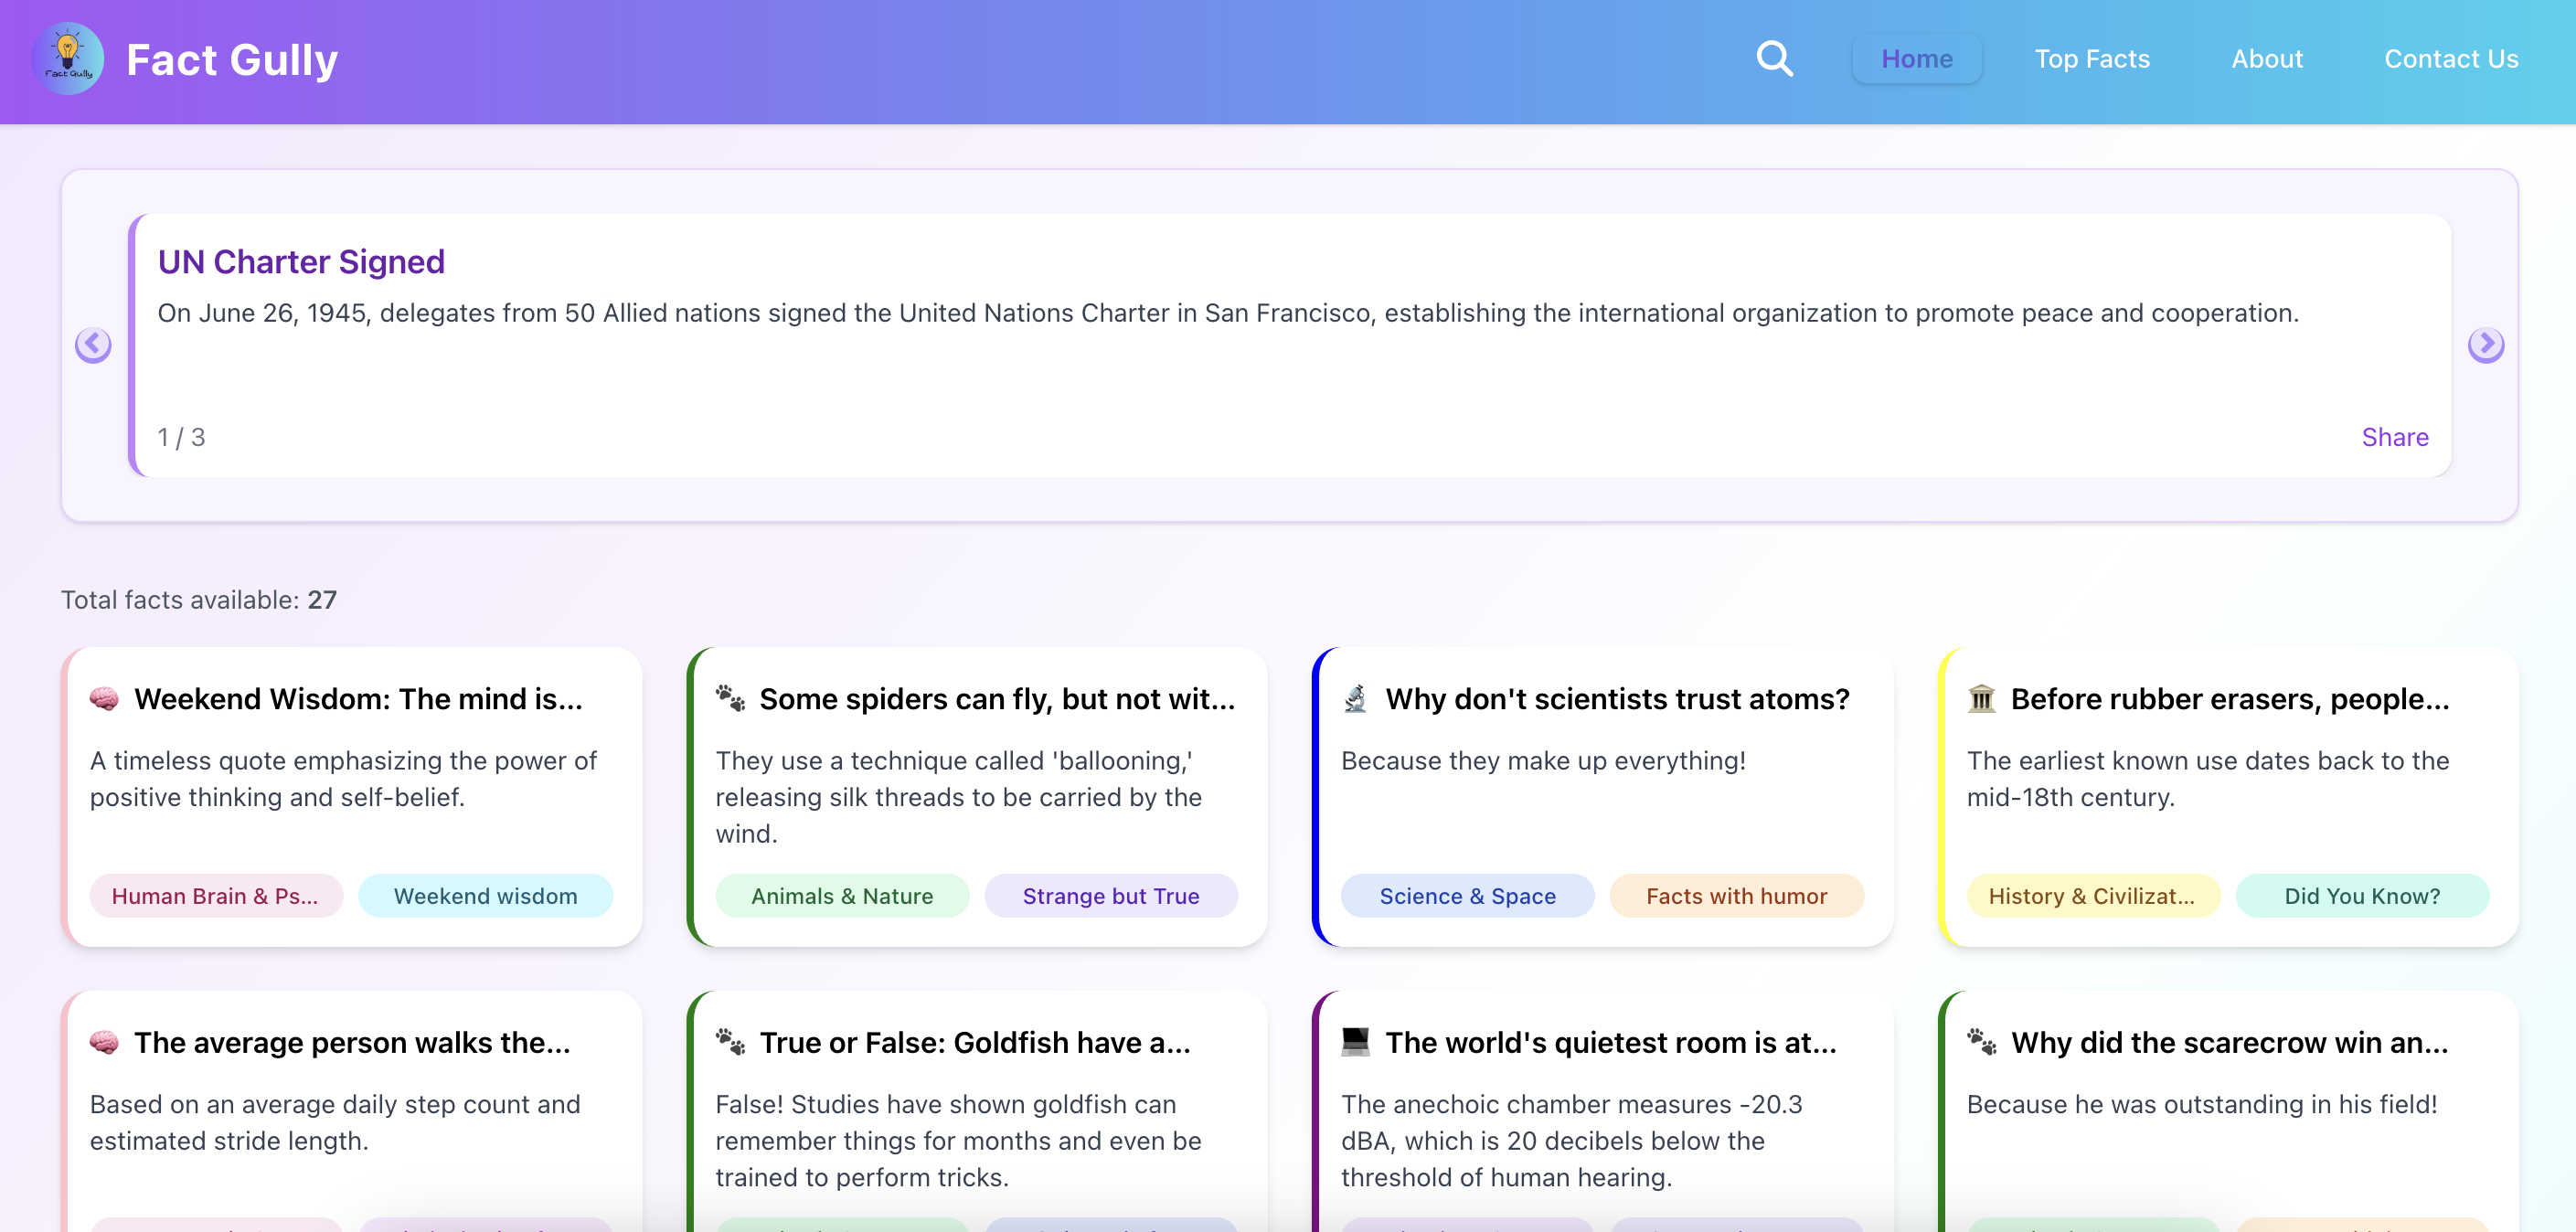 Fact Gully
Fact Gully
Home
Top Facts
About
Contact Us
UN Charter Signed
On June 26, 1945, delegates from 50 Allied nations signed the United Nations Charter in San Francisco, establishing the international organization to promote peace and cooperation.
1 / 3
Share
Total facts available: 27
Weekend Wisdom: The mind is...
A timeless quote emphasizing the power of
positive thinking and self-belief.
Human Brain & Ps...
Weekend wisdom
Some spiders can fly, but not wit...
They use a technique called 'ballooning,'
releasing silk threads to be carried by the
wind.
Animals & Nature
Strange but True
Why don't scientists trust atoms?
Because they make up everything!
Science & Space
Facts with humor
Before rubber erasers, people...
The earliest known use dates back to the
mid-18th century.
History & Civilizat...
Did You Know?
The average person walks the...
Based on an average daily step count and
estimated stride length.
True or False: Goldfish have a...
False! Studies have shown goldfish can
remember things for months and even be
trained to perform tricks.
The world's quietest room is at...
The anechoic chamber measures -20.3
dBA, which is 20 decibels below the
threshold of human hearing.
Why did the scarecrow win an...
Because he was outstanding in his field!